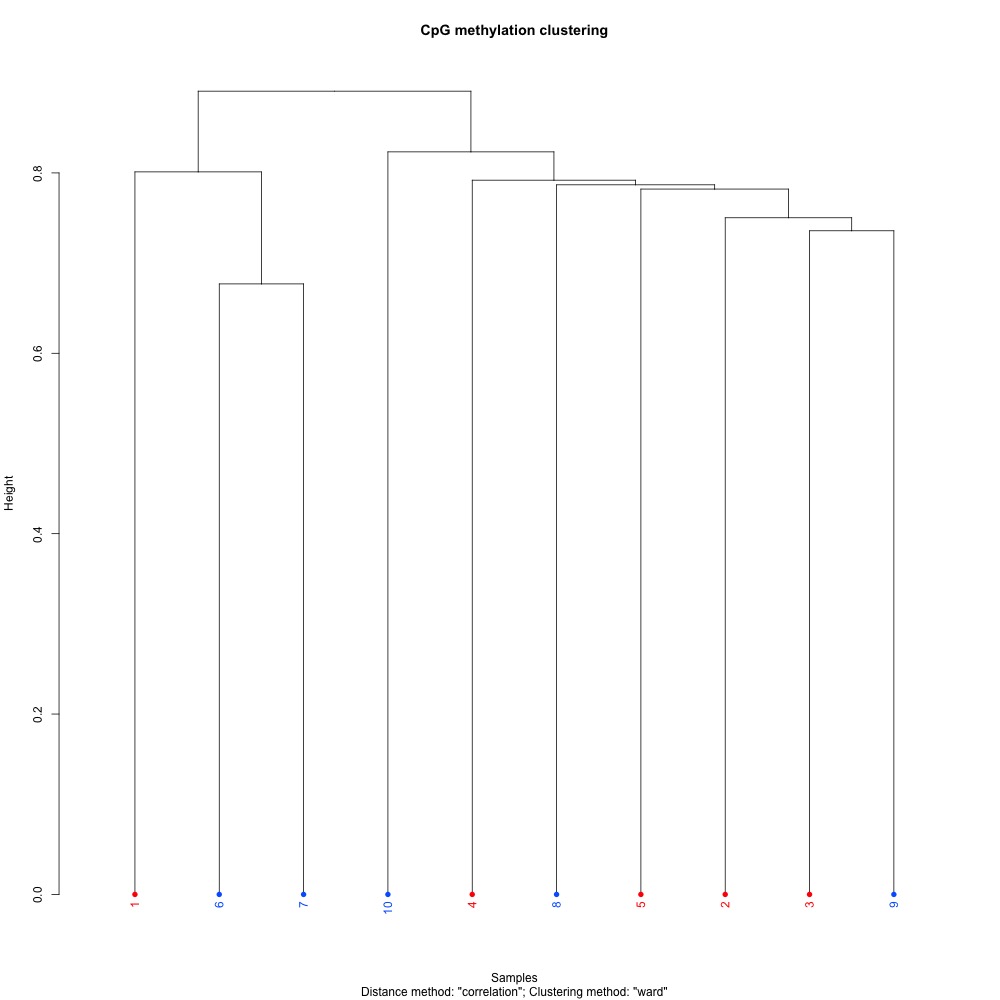 CpG methylation clustering
Height
0.8
0.6
0.4
0.2
0.0
1 6 7 10 4 8 5 2 3 9
Samples
Distance method: "correlation"; Clustering method: "ward"